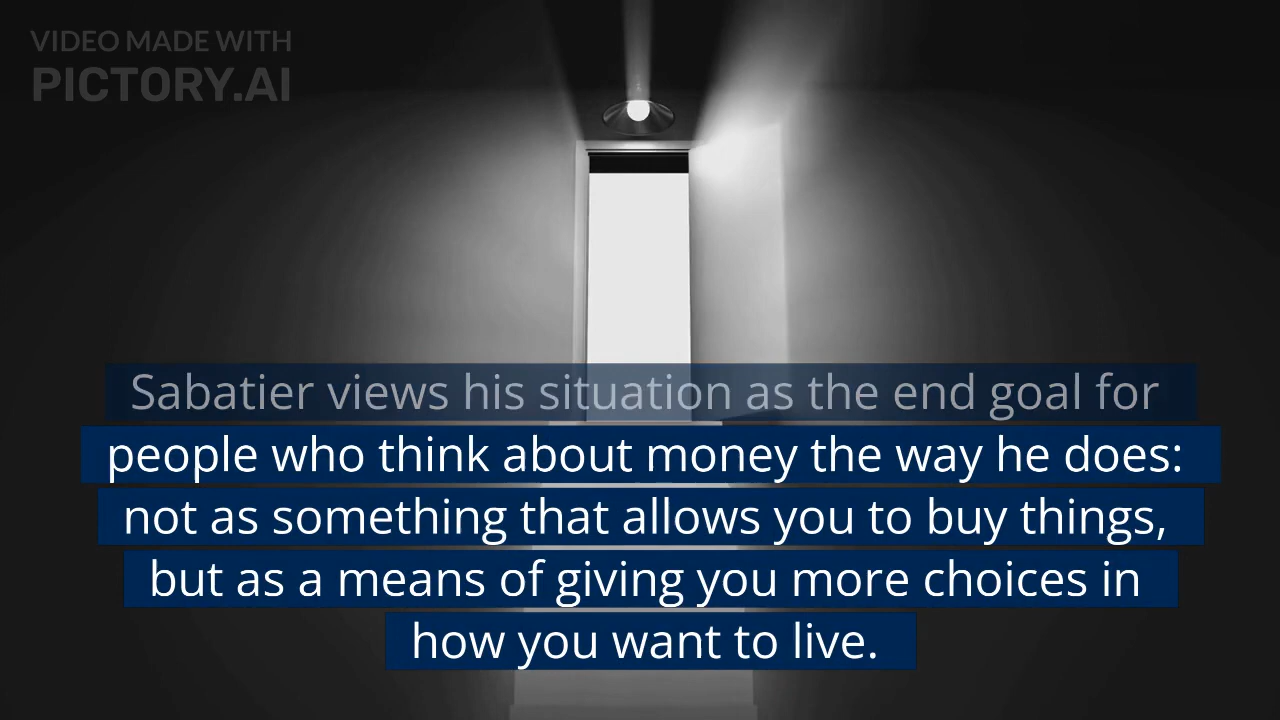 VIDEO MADE WITH
PICTORY.AI
Sabatier views his situation as the end goal for
people who think about money the way he does:
not as something that allows you to buy things,
but as a means of giving you more choices in
how you want to live.